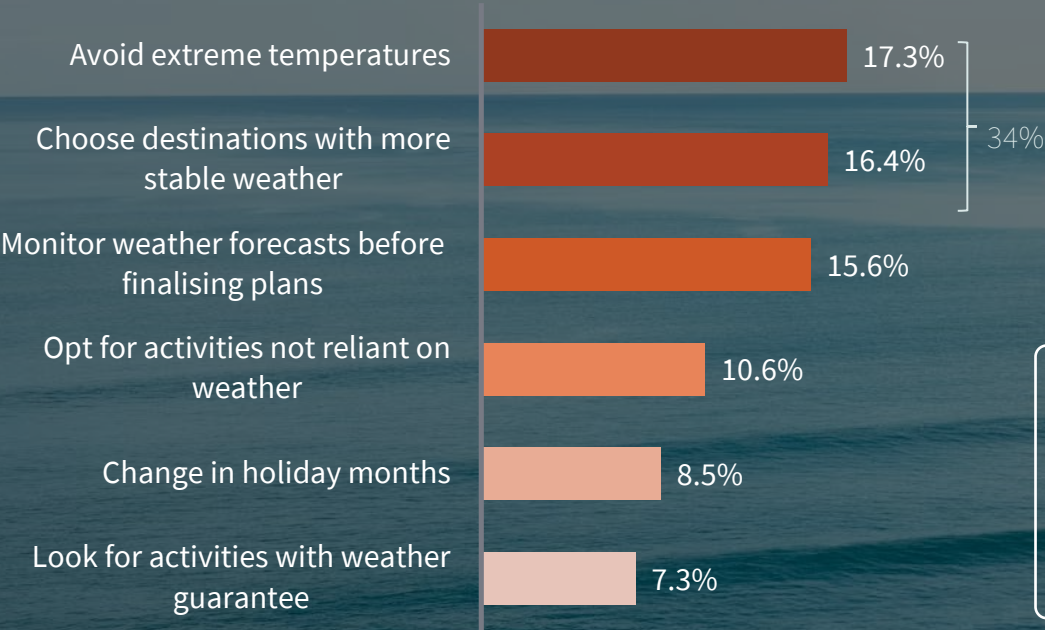 Avoid extreme temperatures
17.3%
34%
Choose destinations with more
stable weather
16.4%
Monitor weather forecasts before
finalising plans
15.6%
Opt for activities not reliant on
weather
10.6%
Change in holiday months
8.5%
Look for activities with weather
guarantee
7.3%